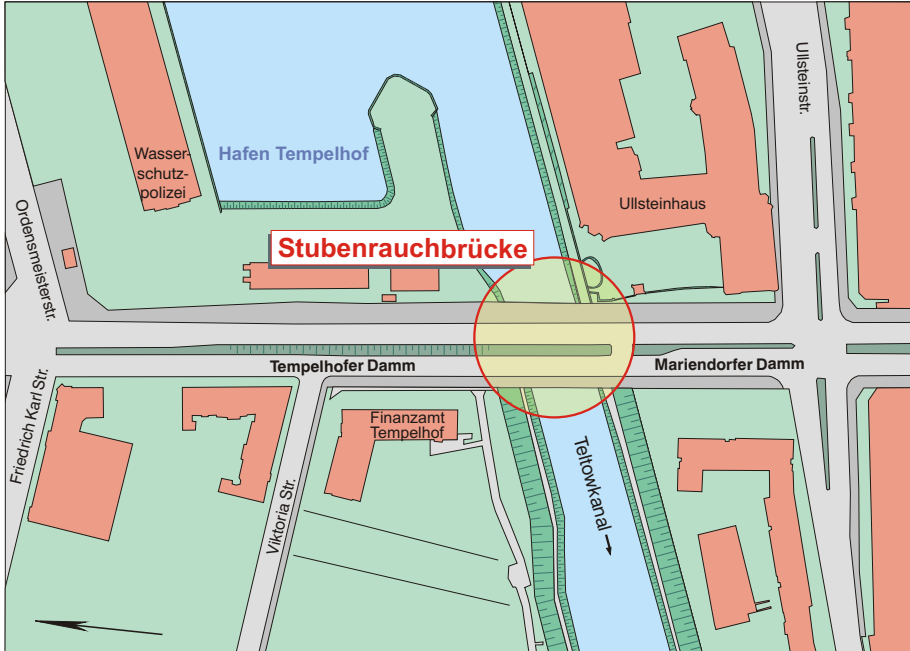 Ullsteinstr.
Hafen Tempelhof
Wasser-
schutz-
polizei
Ullsteinhaus
Ordensmeisterstr.
Stubenrauchbrücke
Tempelhofer Damm
Mariendorfer Damm
Friedrich Karl Str.
Finanzamt
Tempelhof
Viktoria Str.
Teltowkanal